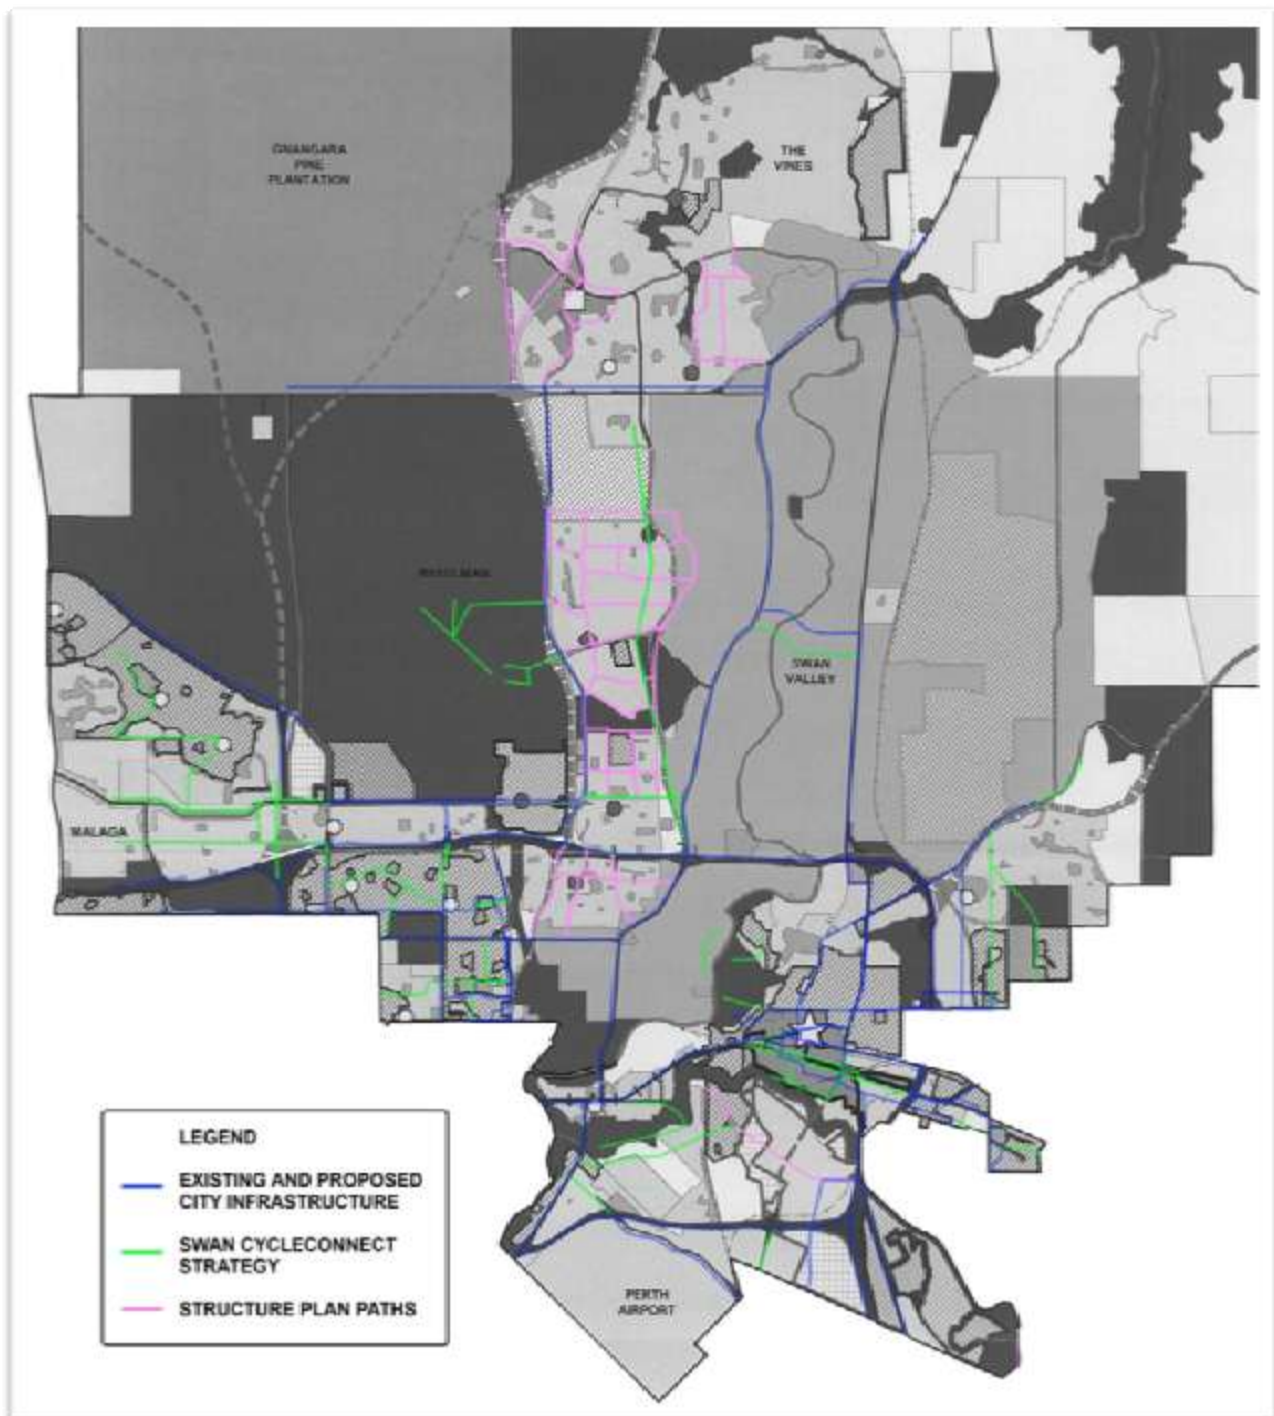 GNANGARA
PINE
PLANTATION
THE
VINES
SWAN
VALLEY
MALAGA
PERTH
AIRPORT
LEGEND
EXISTING AND PROPOSED
CITY INFRASTRUCTURE
SWAN CYCLECONNECT
STRATEGY
STRUCTURE PLAN PATHS